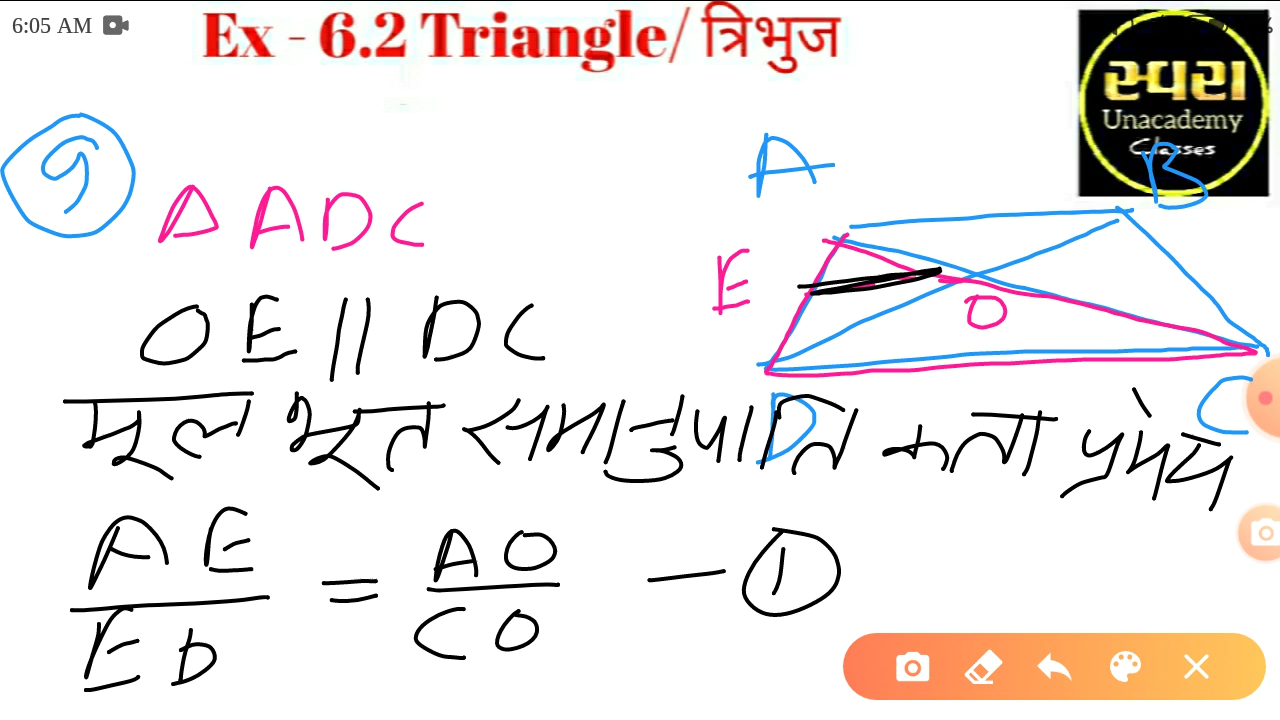 6:05 AM
Ex - 6.2 Triangle/ त्रिभुज
स्परा
Unacademy
Classes
9
A
B
△ ADC
E
O
OE || DC
D
C
मूल भूत समानुपाति कता प्रमेय
AE/ED = AO/CO — ①